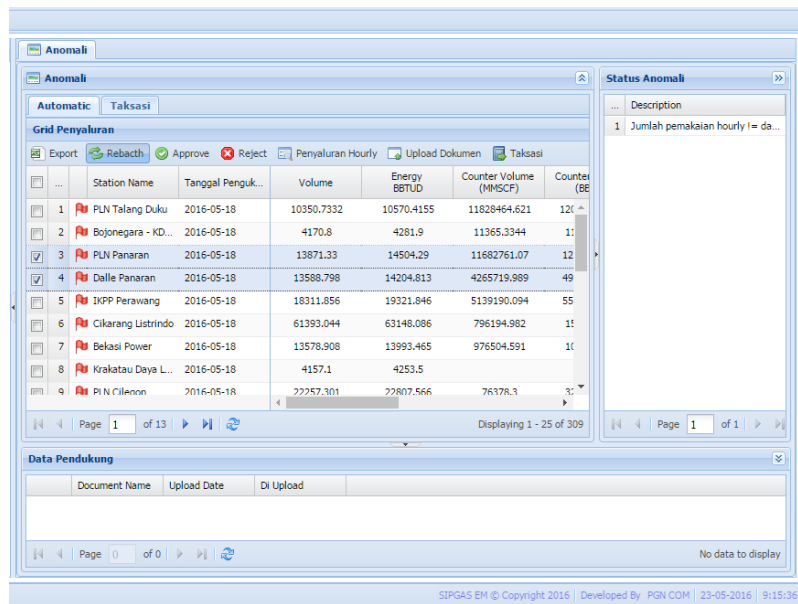 Anomali
Anomali
Status Anomali
Automatic Taksasi
... Description
Grid Penyaluran
1 Jumlah pemakaian hourly != da...
Export Rebacth Approve Reject Penyaluran Hourly Upload Dokumen Taksasi
... Station Name Tanggal Penguk... Volume Energy BBTUD Counter Volume (MMSCF) Counter (BB
1 PLN Talang Duku 2016-05-18 10350.7332 10570.4155 11828464.621 120
2 Bojonegara - KD... 2016-05-18 4170.8 4281.9 11365.3344 11
3 PLN Panaran 2016-05-18 13871.33 14504.29 11682761.07 12
4 Dalle Panaran 2016-05-18 13588.798 14204.813 4265719.989 49
5 IKPP Perawang 2016-05-18 18311.856 19321.846 5139190.094 55
6 Cikarang Listrindo 2016-05-18 61393.044 63148.086 796194.982 15
7 Bekasi Power 2016-05-18 13578.908 13993.465 976504.591 10
8 Krakatau Daya L... 2016-05-18 4157.1 4253.5
9 PLN Cilegon 2016-05-18 22257.301 22807.566 76378.3 32
Page 1 of 13 Displaying 1 - 25 of 309
Page 1 of 1
Data Pendukung
Document Name Upload Date Di Upload
Page 0 of 0 No data to display
SIPGAS EM © Copyright 2016 Developed By PGN COM 23-05-2016 9:15:36